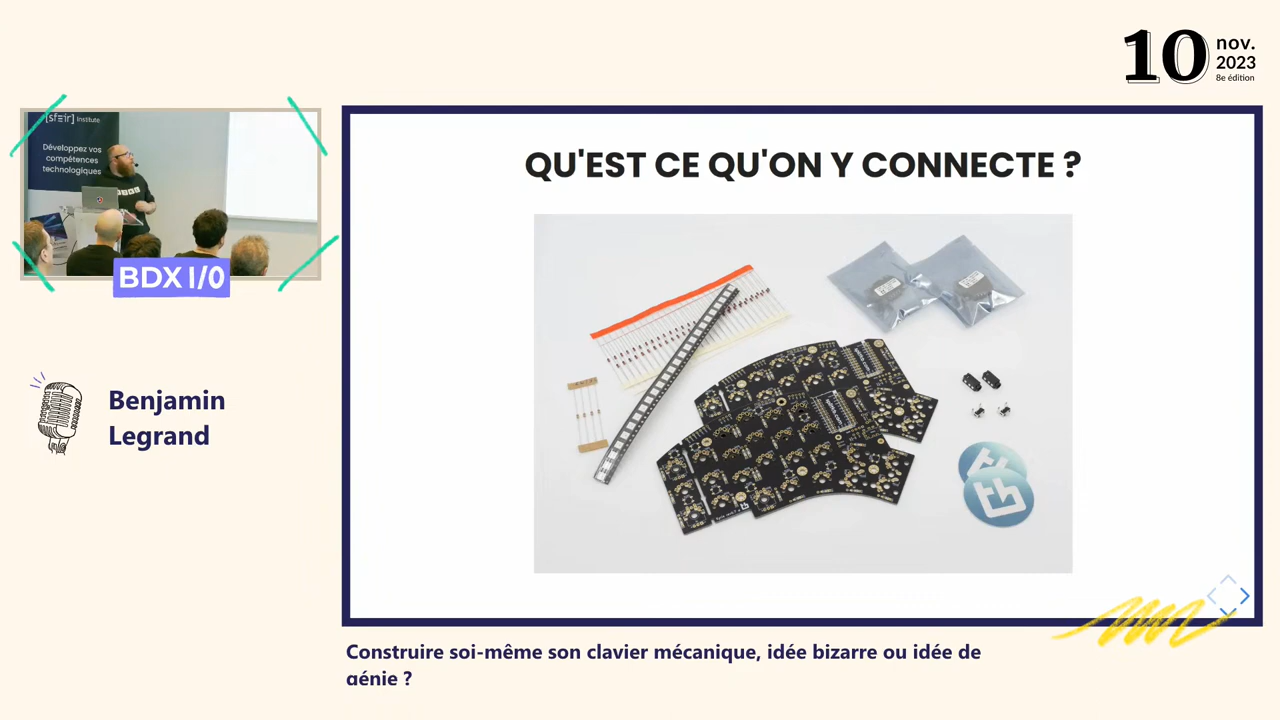 10 nov.
2023
8e édition
[sfeir] Institute
Développez vos
compétences
technologiques
BDX I/O
Benjamin
Legrand
QU'EST CE QU'ON Y CONNECTE ?
Construire soi-même son clavier mécanique, idée bizarre ou idée de
génie ?